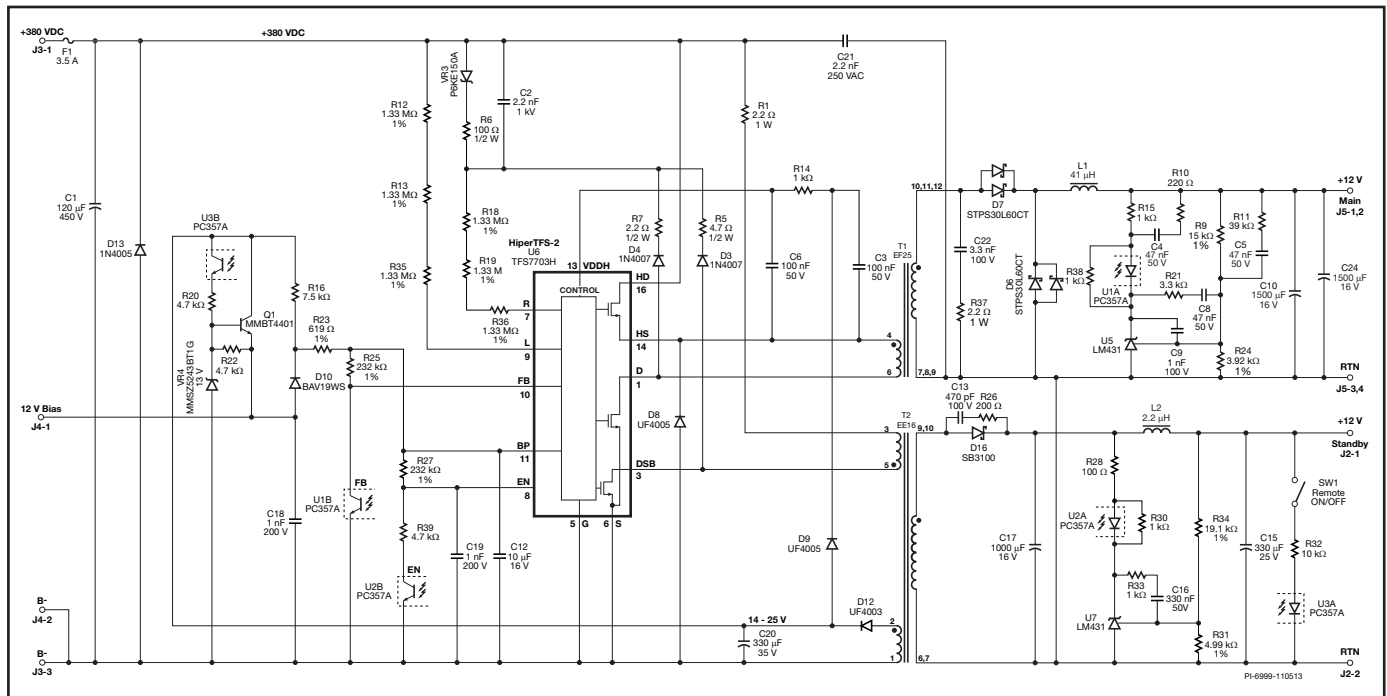 +380 VDC
J3-1
F1
3.5 A
+380 VDC
C21
2.2 nF
250 VAC
VR3
P6KE150A
C2
2.2 nF
1 kV
R12
1.33 MΩ
1%
R6
100 Ω
1/2 W
R1
2.2 Ω
1 W
C1
120 μF
450 V
D13
1N4005
U3B
PC357A
R13
1.33 MΩ
1%
R18
1.33 MΩ
1%
R7
2.2 Ω
1/2 W
D4
1N4007
R5
4.7 Ω
1/2 W
D3
1N4007
R14
1 kΩ
C6
100 nF
50 V
C3
100 nF
50 V
R20
4.7 kΩ
R16
7.5 kΩ
Q1
MMBT4401
R35
1.33 MΩ
1%
R19
1.33 M
1%
R36
1.33 MΩ
1%
R22
4.7 kΩ
VR4
MMSZ5243BT1G
13 V
R23
619 Ω
1%
D10
BAV19WS
R25
232 kΩ
1%
12 V Bias
J4-1
HiperTFS-2
U6
TFS7703H
13 VDDH
CONTROL
HD
16
R
7
HS
14
L
9
D
1
FB
10
BP
11
DSB
3
EN
8
5 G
6 S
D8
UF4005
R27
232 kΩ
1%
FB
U1B
PC357A
C18
1 nF
200 V
R39
4.7 kΩ
EN
U2B
PC357A
C19
1 nF
200 V
C12
10 μF
16 V
D9
UF4005
D12
UF4003
14 - 25 V
C20
330 μF
35 V
B-
J4-2
B-
J3-3
T1
EF25
4
6
10,11,12
7,8,9
T2
EE16
3
5
9,10
2
1
6,7
D7
STPS30L60CT
L1
41 μH
C22
3.3 nF
100 V
R37
2.2 Ω
1 W
D6
STPS30L60CT
R15
1 kΩ
R10
220 Ω
C4
47 nF
50 V
R9
15 kΩ
1%
R11
39 kΩ
C5
47 nF
50 V
R38
1 kΩ
U1A
PC357A
R21
3.3 kΩ
C8
47 nF
50 V
C10
1500 μF
16 V
C24
1500 μF
16 V
U5
LM431
C9
1 nF
100 V
R24
3.92 kΩ
1%
+12 V
Main
J5-1,2
RTN
J5-3,4
C13
470 pF
100 V
R26
200 Ω
D16
SB3100
L2
2.2 μH
+12 V
Standby
J2-1
R28
100 Ω
U2A
PC357A
R30
1 kΩ
C17
1000 μF
16 V
R34
19.1 kΩ
1%
C15
330 μF
25 V
SW1
Remote
ON/OFF
R32
10 kΩ
R33
1 kΩ
C16
330 nF
50V
U7
LM431
R31
4.99 kΩ
1%
U3A
PC357A
RTN
J2-2
PI-6999-110513